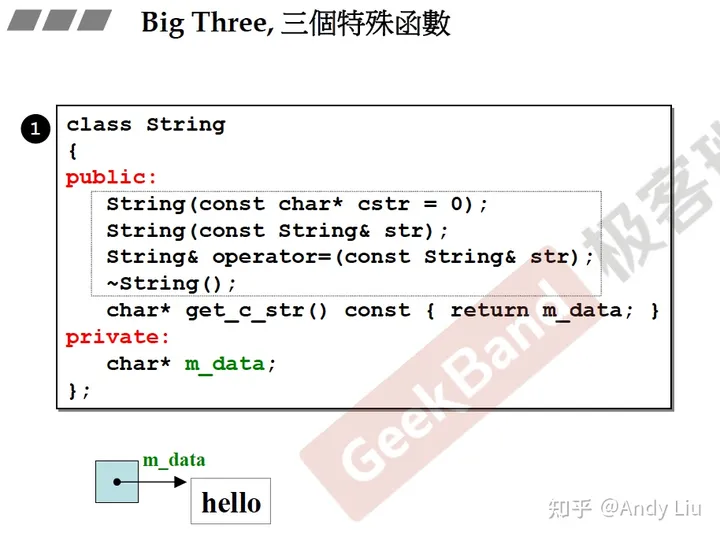 Big Three, 三個特殊函數
1
class String
{
public:
String(const char* cstr = 0);
String(const String& str);
String& operator=(const String& str);
~String();
char* get_c_str() const { return m_data; }
private:
char* m_data;
};
m_data
hello
GeekBand 极客班
知乎 @Andy Liu